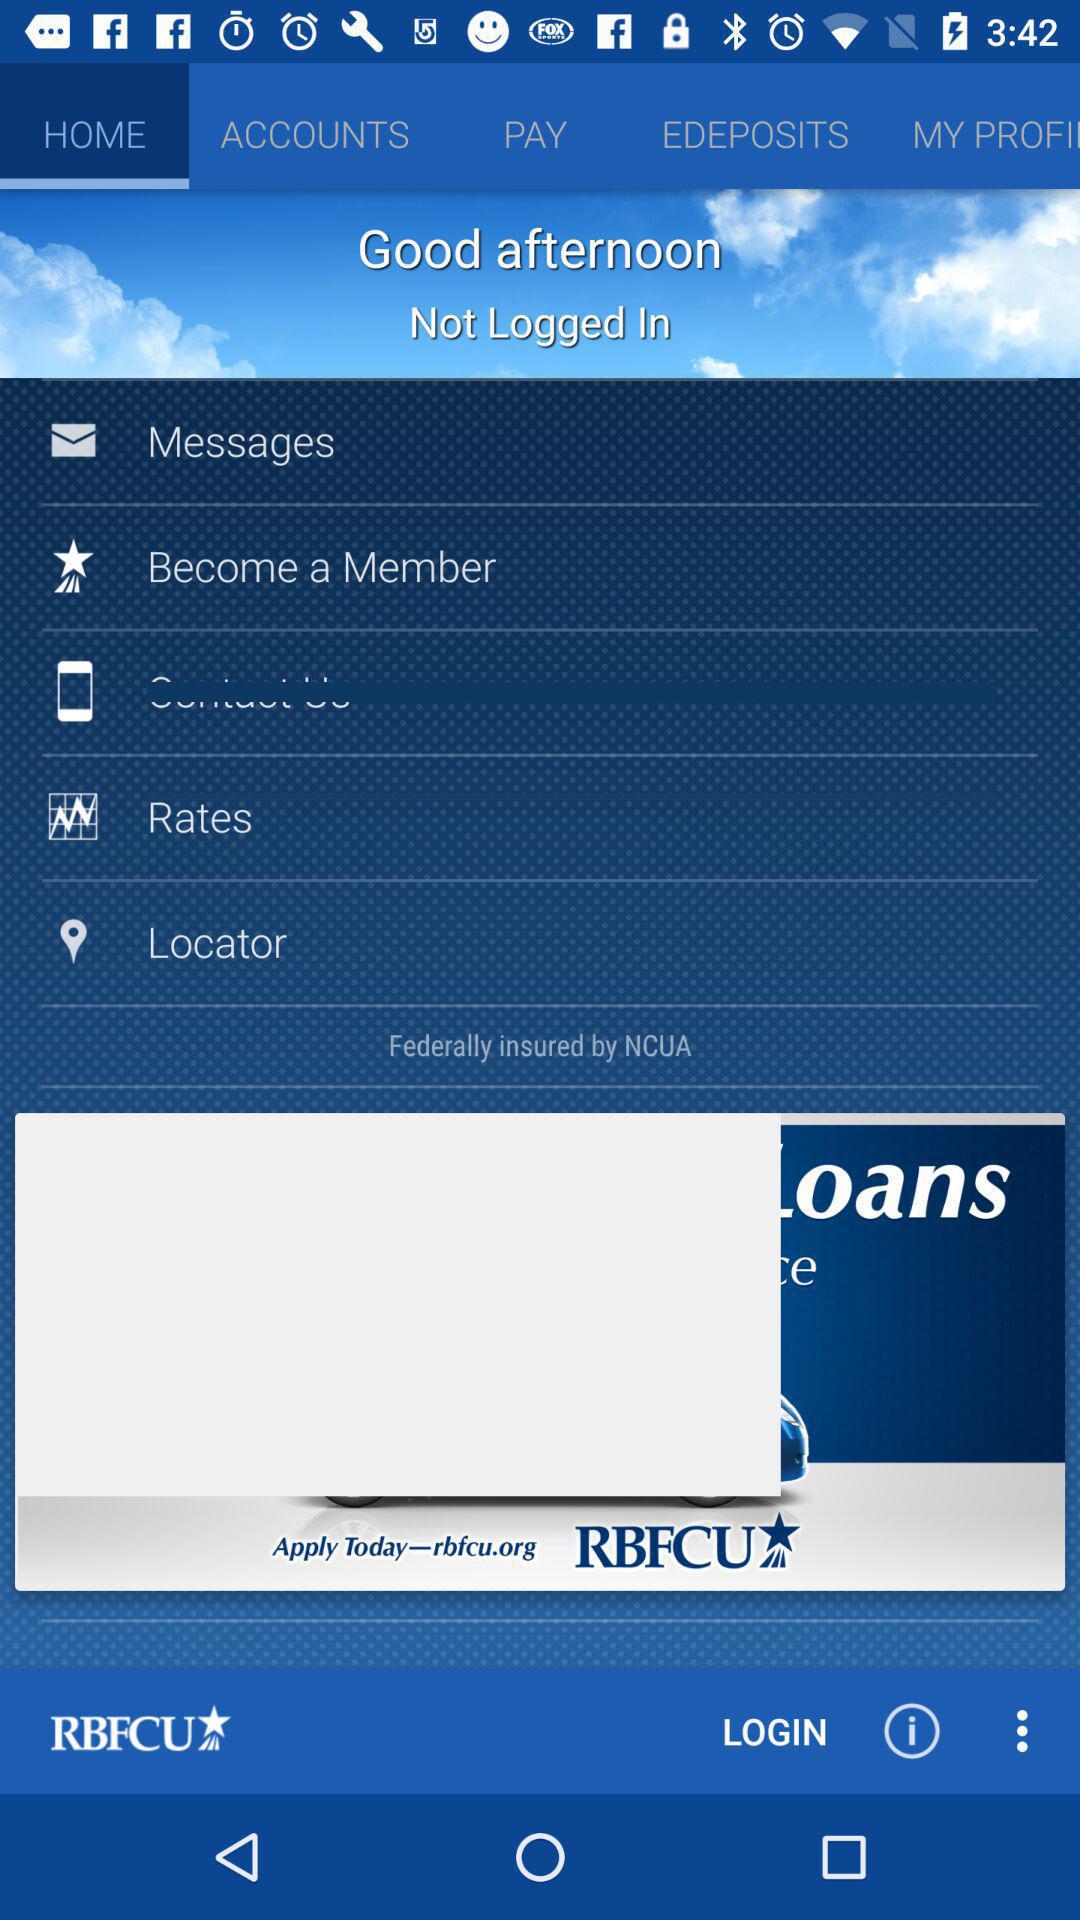 3:42
HOME ACCOUNTS PAY EDEPOSITS MY PROFI
Good afternoon
Not Logged In
Messages
Become a Member
Contact Us
Rates
Locator
Federally insured by NCUA
Loans
Apply Today—rbfcu.org RBFCU
RBFCU LOGIN